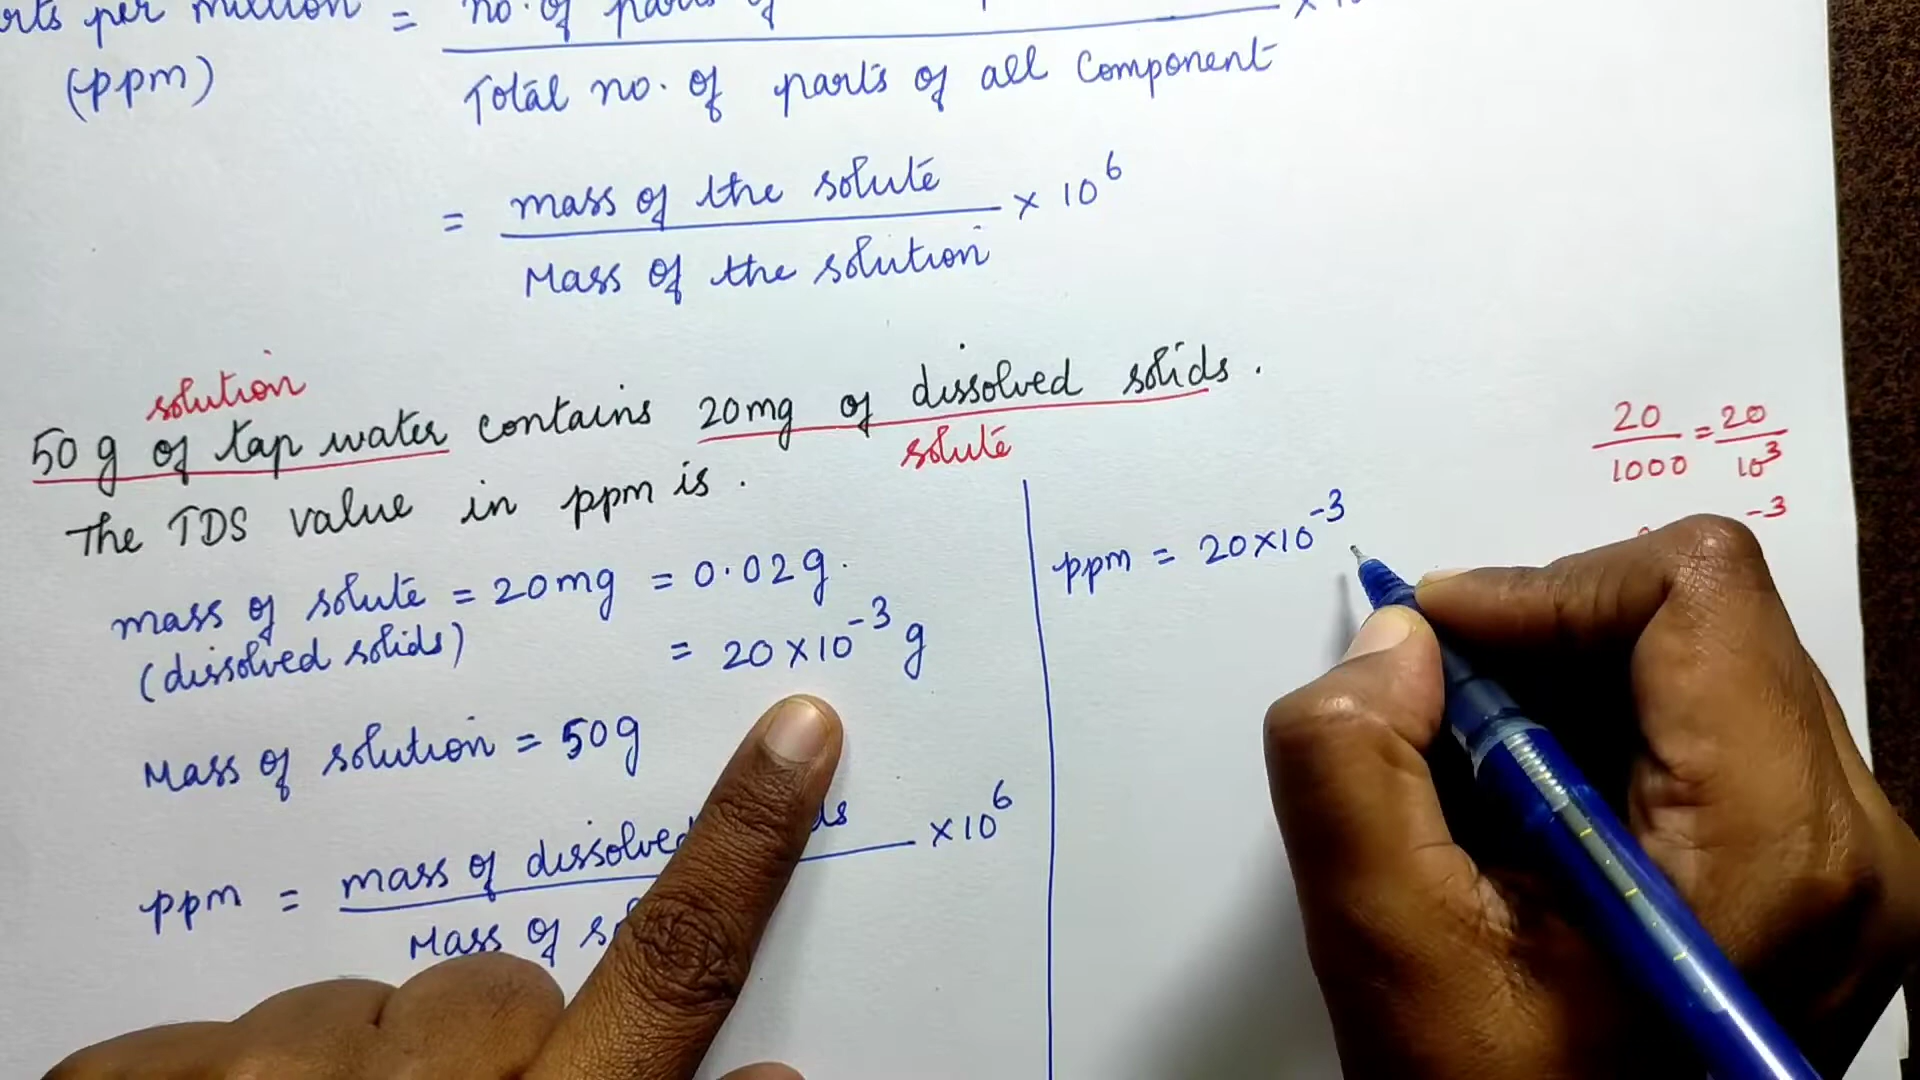 per million = no. of parts of
(ppm) Total no. of parts of all component
= mass of the solute / Mass of the solution × 10^6
solution
50 g of tap water contains 20mg of dissolved solids.
solute
The TDS value in ppm is.
mass of solute = 20mg = 0.02g.
(dissolved solids) = 20×10^-3 g
Mass of solution = 50g
ppm = mass of dissolved / Mass of ×10^6
ppm = 20×10^-3
20/1000 = 20/10^3
-3